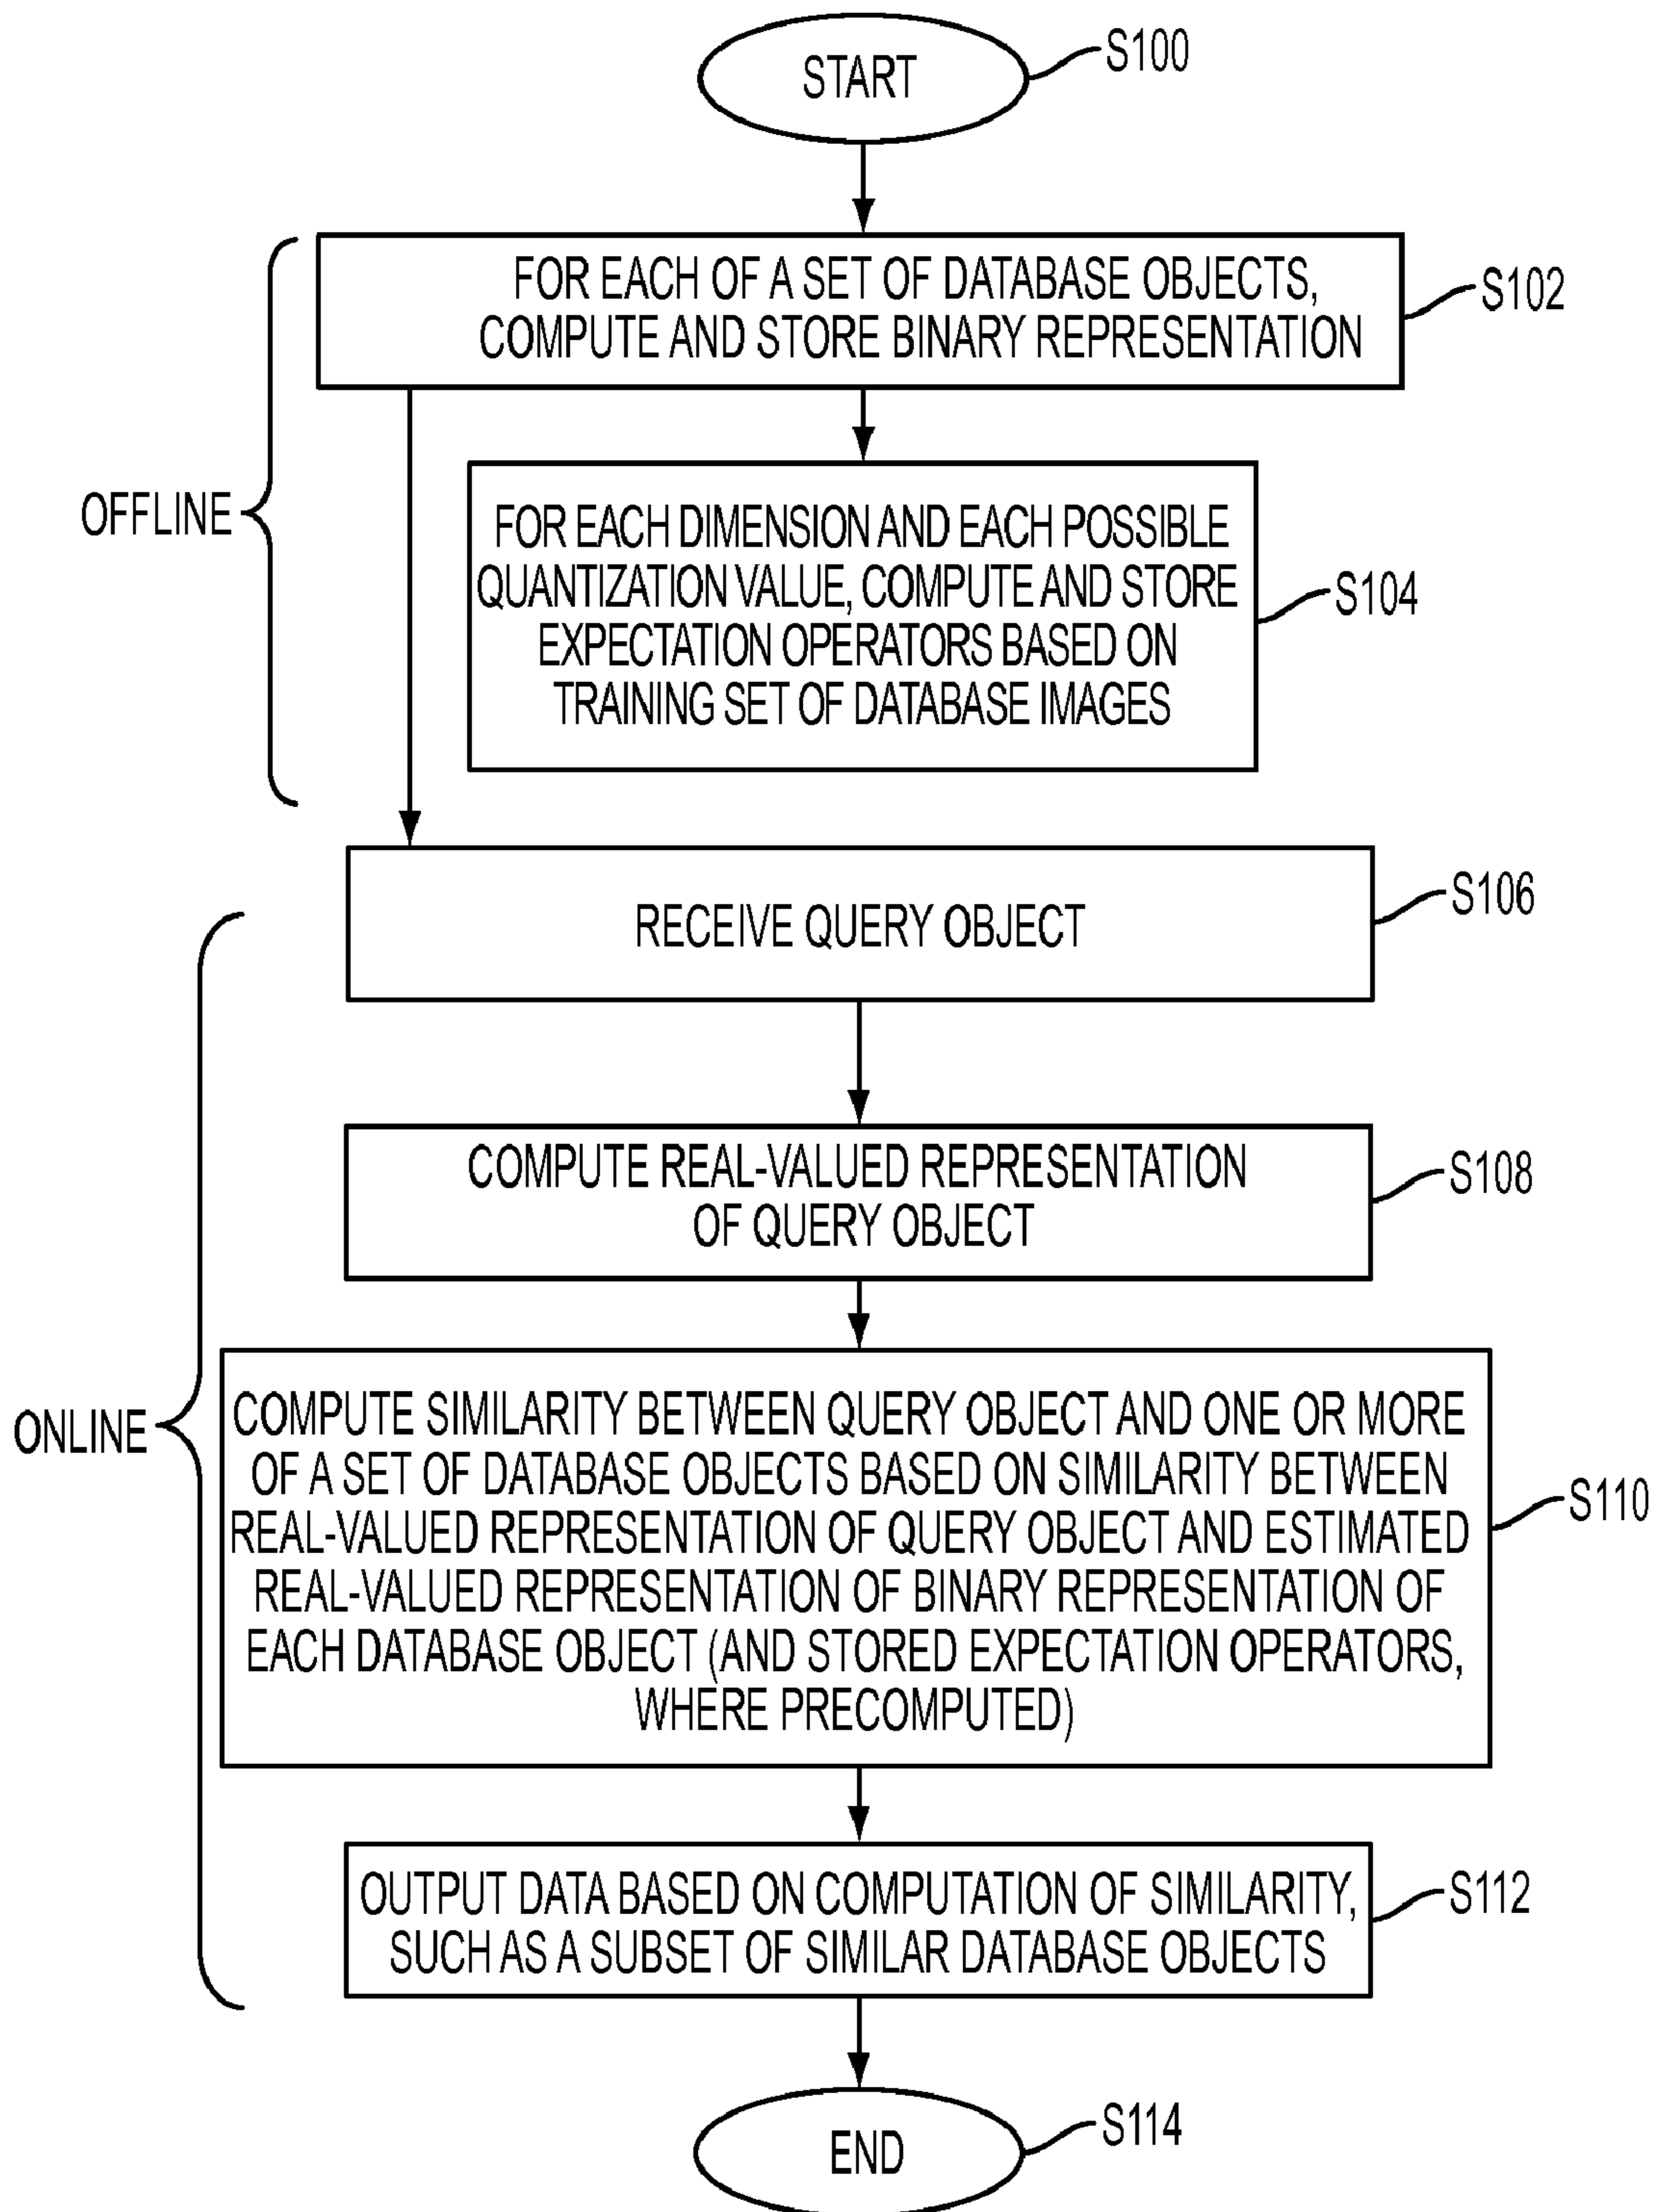 START
S100
FOR EACH OF A SET OF DATABASE OBJECTS,
COMPUTE AND STORE BINARY REPRESENTATION
S102
OFFLINE
FOR EACH DIMENSION AND EACH POSSIBLE
QUANTIZATION VALUE, COMPUTE AND STORE
EXPECTATION OPERATORS BASED ON
TRAINING SET OF DATABASE IMAGES
S104
RECEIVE QUERY OBJECT
S106
COMPUTE REAL-VALUED REPRESENTATION
OF QUERY OBJECT
S108
ONLINE
COMPUTE SIMILARITY BETWEEN QUERY OBJECT AND ONE OR MORE
OF A SET OF DATABASE OBJECTS BASED ON SIMILARITY BETWEEN
REAL-VALUED REPRESENTATION OF QUERY OBJECT AND ESTIMATED
REAL-VALUED REPRESENTATION OF BINARY REPRESENTATION OF
EACH DATABASE OBJECT (AND STORED EXPECTATION OPERATORS,
WHERE PRECOMPUTED)
S110
OUTPUT DATA BASED ON COMPUTATION OF SIMILARITY,
SUCH AS A SUBSET OF SIMILAR DATABASE OBJECTS
S112
END
S114